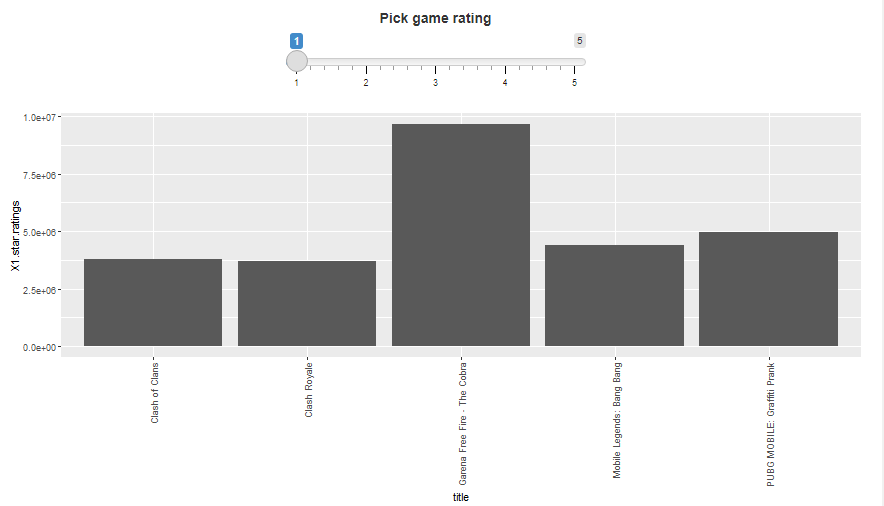 Pick game rating
1 5
1 2 3 4 5
X1.star.ratings
1.0e+07
7.5e+06
5.0e+06
2.5e+06
0.0e+00
Clash of Clans
Clash Royale
Garena Free Fire - The Cobra
Mobile Legends: Bang Bang
PUBG MOBILE: Graffiti Prank
title